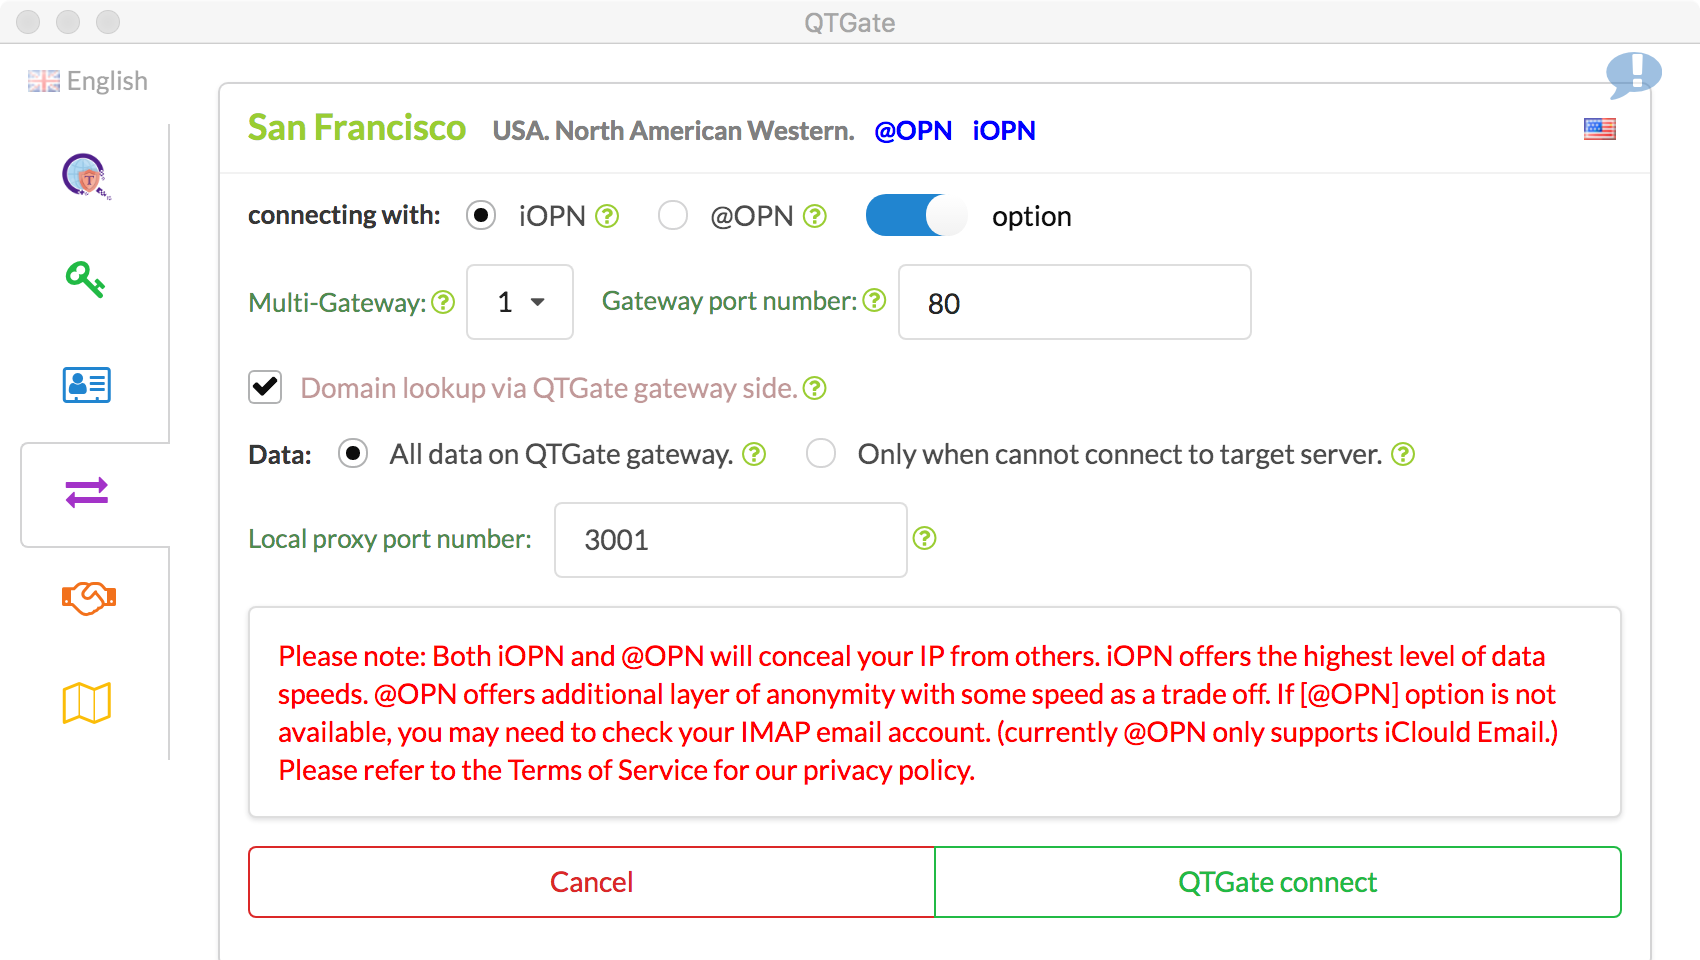 QTGate
English
San Francisco USA. North American Western. @OPN iOPN
connecting with: iOPN @OPN option
Multi-Gateway: 1 Gateway port number: 80
Domain lookup via QTGate gateway side.
Data: All data on QTGate gateway. Only when cannot connect to target server.
Local proxy port number: 3001
Please note: Both iOPN and @OPN will conceal your IP from others. iOPN offers the highest level of data
speeds. @OPN offers additional layer of anonymity with some speed as a trade off. If [@OPN] option is not
available, you may need to check your IMAP email account. (currently @OPN only supports iClould Email.)
Please refer to the Terms of Service for our privacy policy.
Cancel QTGate connect